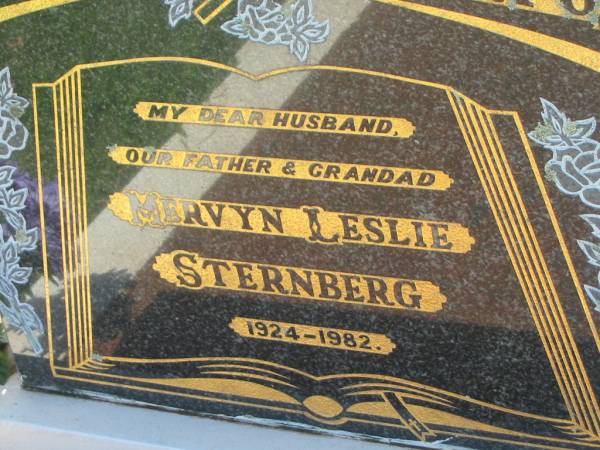 MY DEAR HUSBAND,
OUR FATHER & GRANDAD
MERVYN LESLIE
STERNBERG
1924-1982.